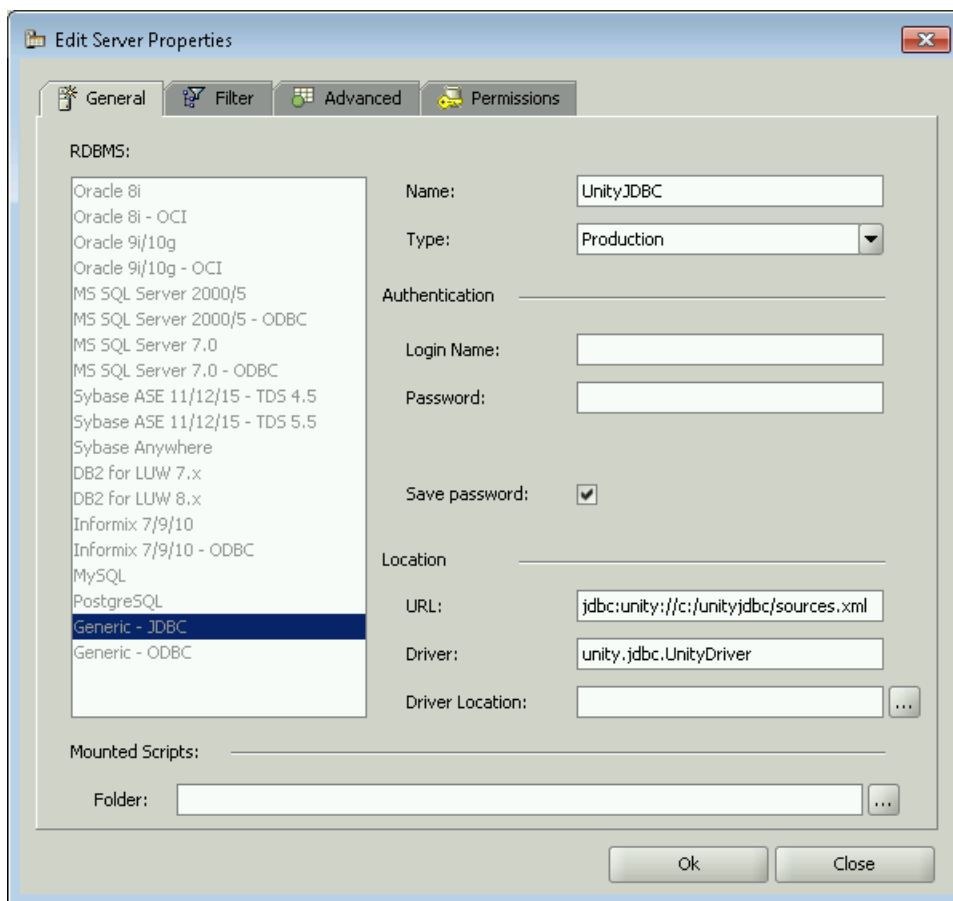 Edit Server Properties
General Filter Advanced Permissions
RDBMS:
Oracle 8i
Oracle 8i - OCI
Oracle 9i/10g
Oracle 9i/10g - OCI
MS SQL Server 2000/5
MS SQL Server 2000/5 - ODBC
MS SQL Server 7.0
MS SQL Server 7.0 - ODBC
Sybase ASE 11/12/15 - TDS 4.5
Sybase ASE 11/12/15 - TDS 5.5
Sybase Anywhere
DB2 for LUW 7.x
DB2 for LUW 8.x
Informix 7/9/10
Informix 7/9/10 - ODBC
MySQL
PostgreSQL
Generic - JDBC
Generic - ODBC
Name: UnityJDBC
Type: Production
Authentication
Login Name:
Password:
Save password:
Location
URL: jdbc:unity://c:/unityjdbc/sources.xml
Driver: unity.jdbc.UnityDriver
Driver Location: ...
Mounted Scripts:
Folder: ...
Ok Close